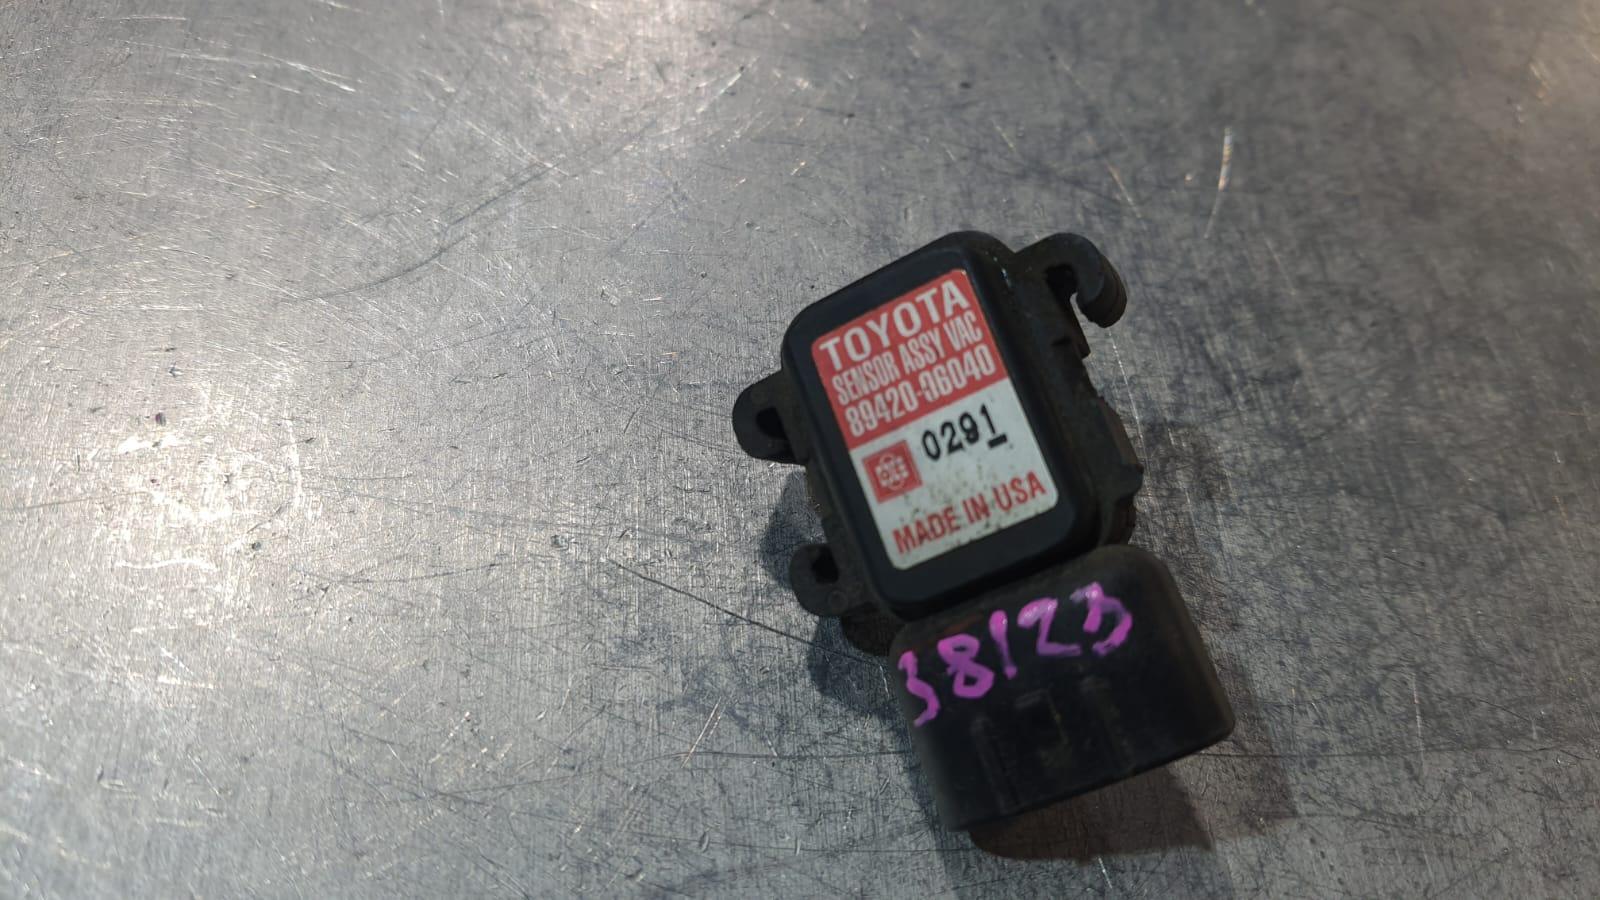 TOYOTA
SENSOR ASSY VAC
89420-06040
0291
MADE IN USA
38123